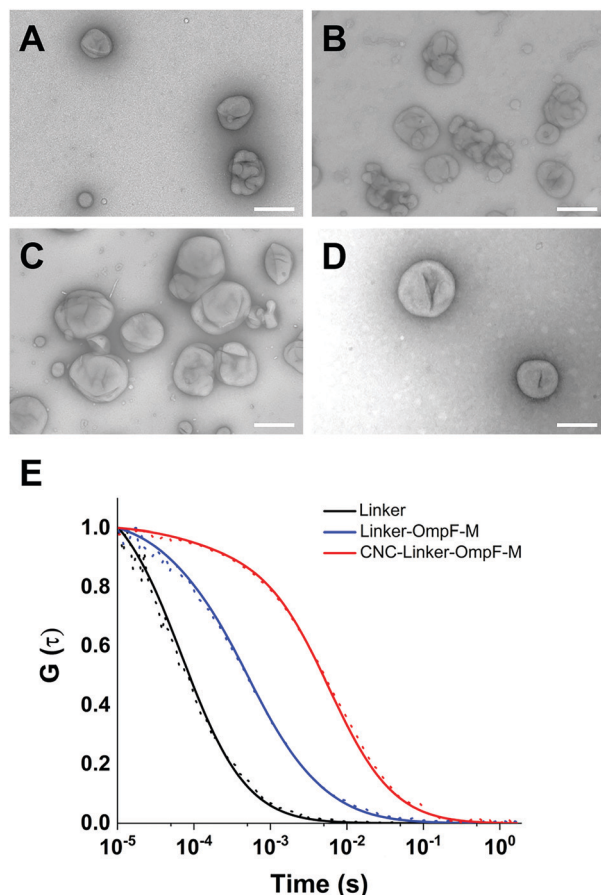 A
B
C
D
E
Linker
Linker-OmpF-M
CNC-Linker-OmpF-M
G (τ)
1.0
0.8
0.6
0.4
0.2
0.0
10⁻⁵ 10⁻⁴ 10⁻³ 10⁻² 10⁻¹ 10⁰
Time (s)